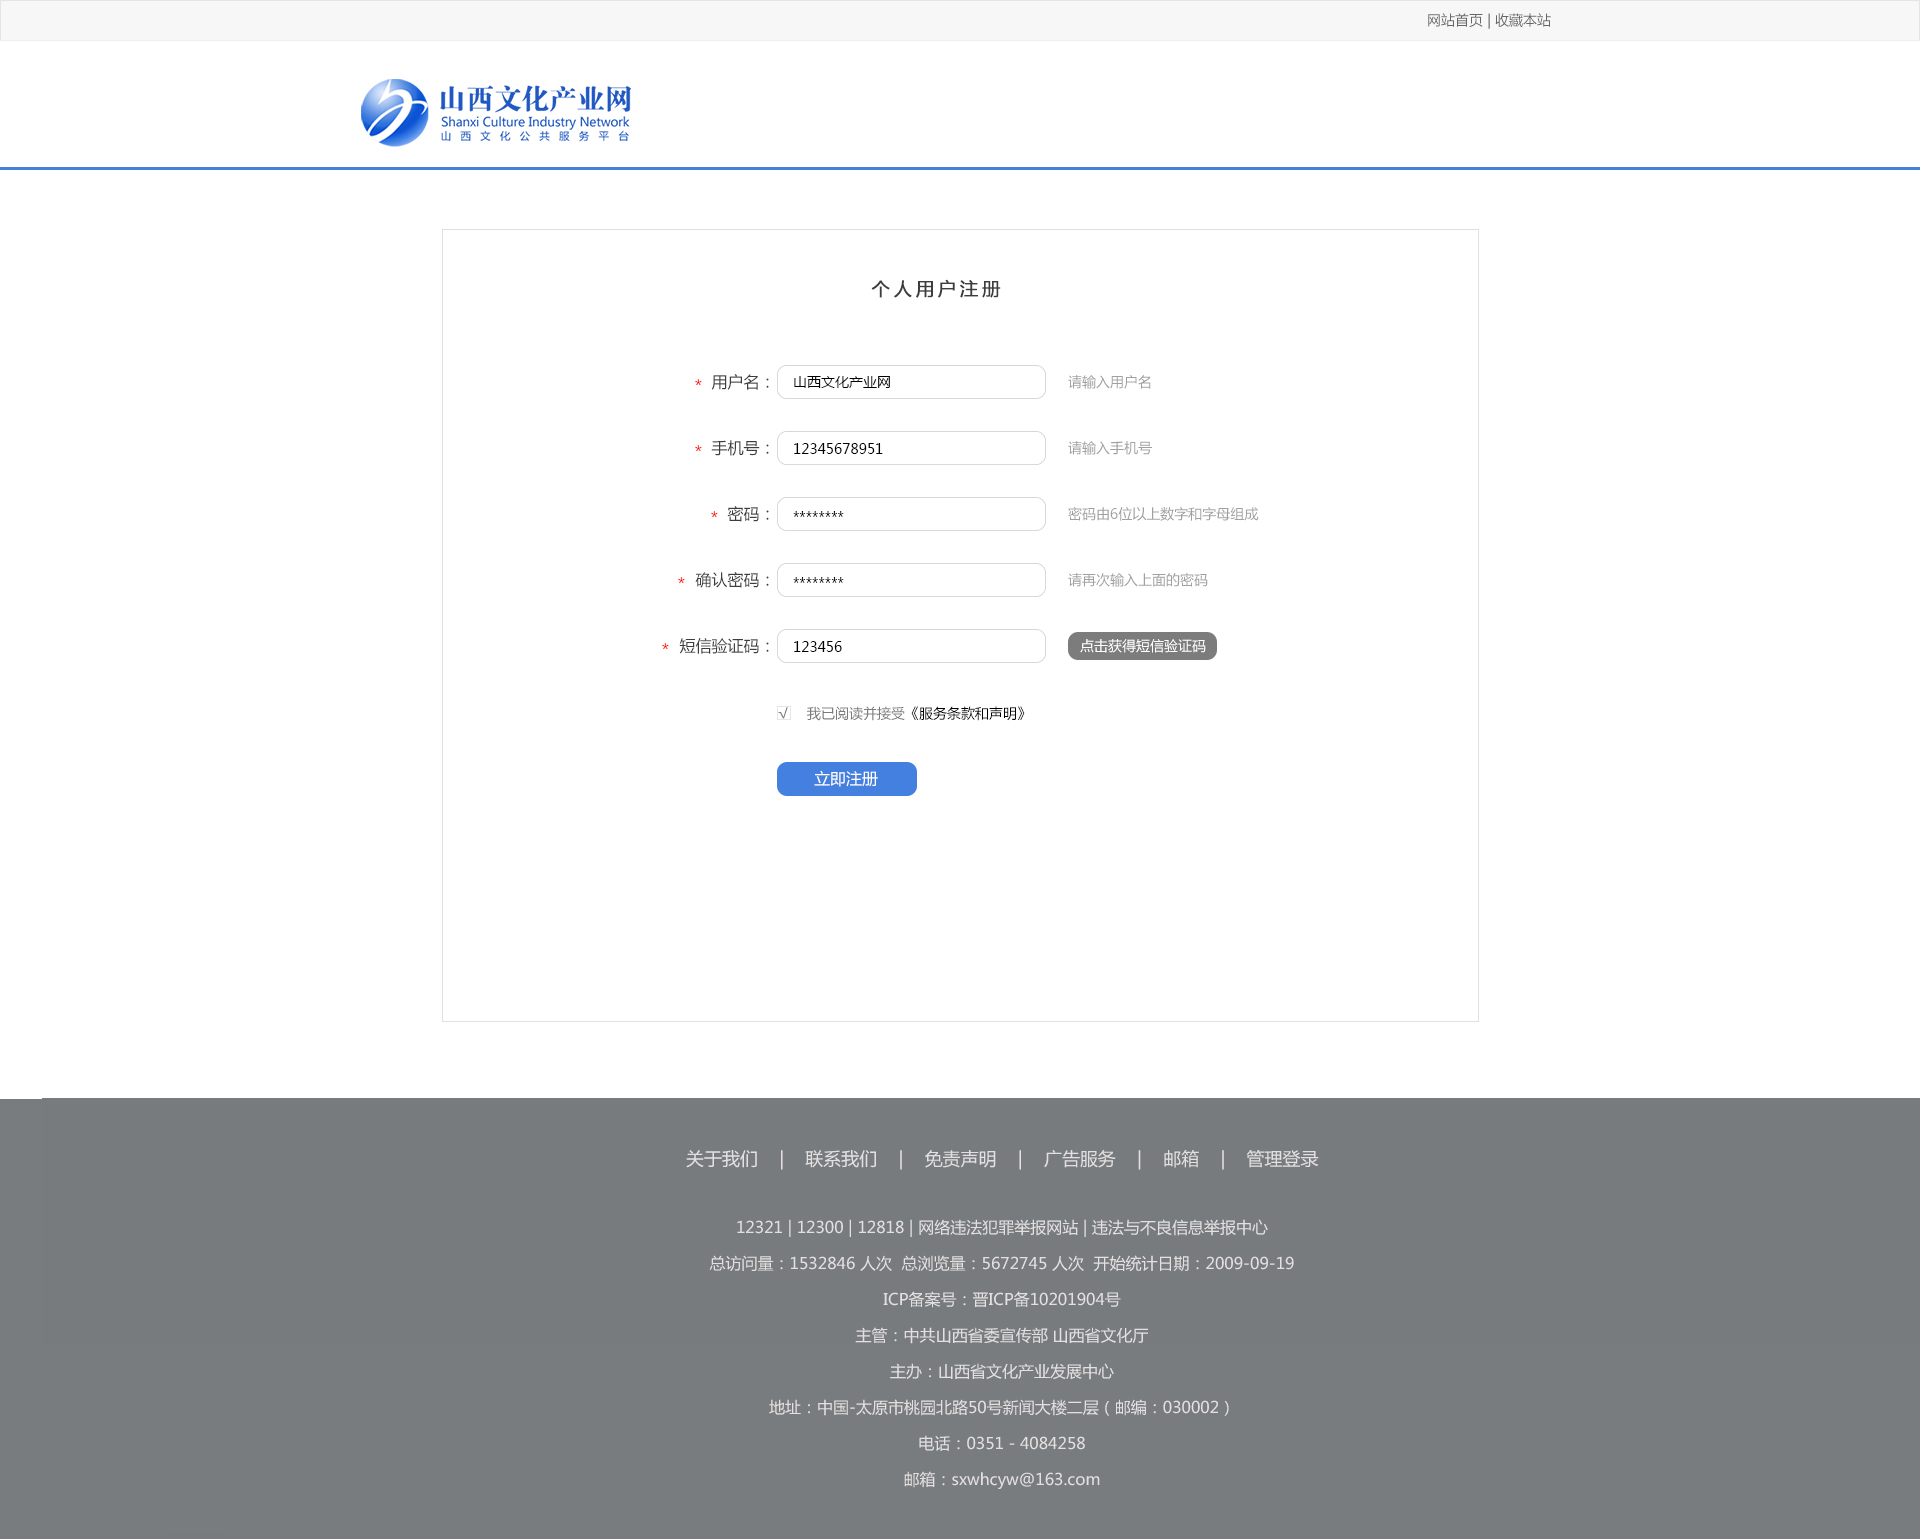 网站首页 | 收藏本站
山西文化产业网
Shanxi Culture Industry Network
山西文化公共服务平台
个人用户注册
* 用户名： 山西文化产业网 请输入用户名
* 手机号： 12345678951 请输入手机号
* 密码： ******** 密码由6位以上数字和字母组成
* 确认密码： ******** 请再次输入上面的密码
* 短信验证码： 123456 点击获得短信验证码
√ 我已阅读并接受《服务条款和声明》
立即注册
关于我们 | 联系我们 | 免责声明 | 广告服务 | 邮箱 | 管理登录
12321 | 12300 | 12818 | 网络违法犯罪举报网站 | 违法与不良信息举报中心
总访问量：1532846 人次 总浏览量：5672745 人次 开始统计日期：2009-09-19
ICP备案号：晋ICP备10201904号
主管：中共山西省委宣传部 山西省文化厅
主办：山西省文化产业发展中心
地址：中国-太原市桃园北路50号新闻大楼二层（邮编：030002）
电话：0351 - 4084258
邮箱：sxwhcyw@163.com